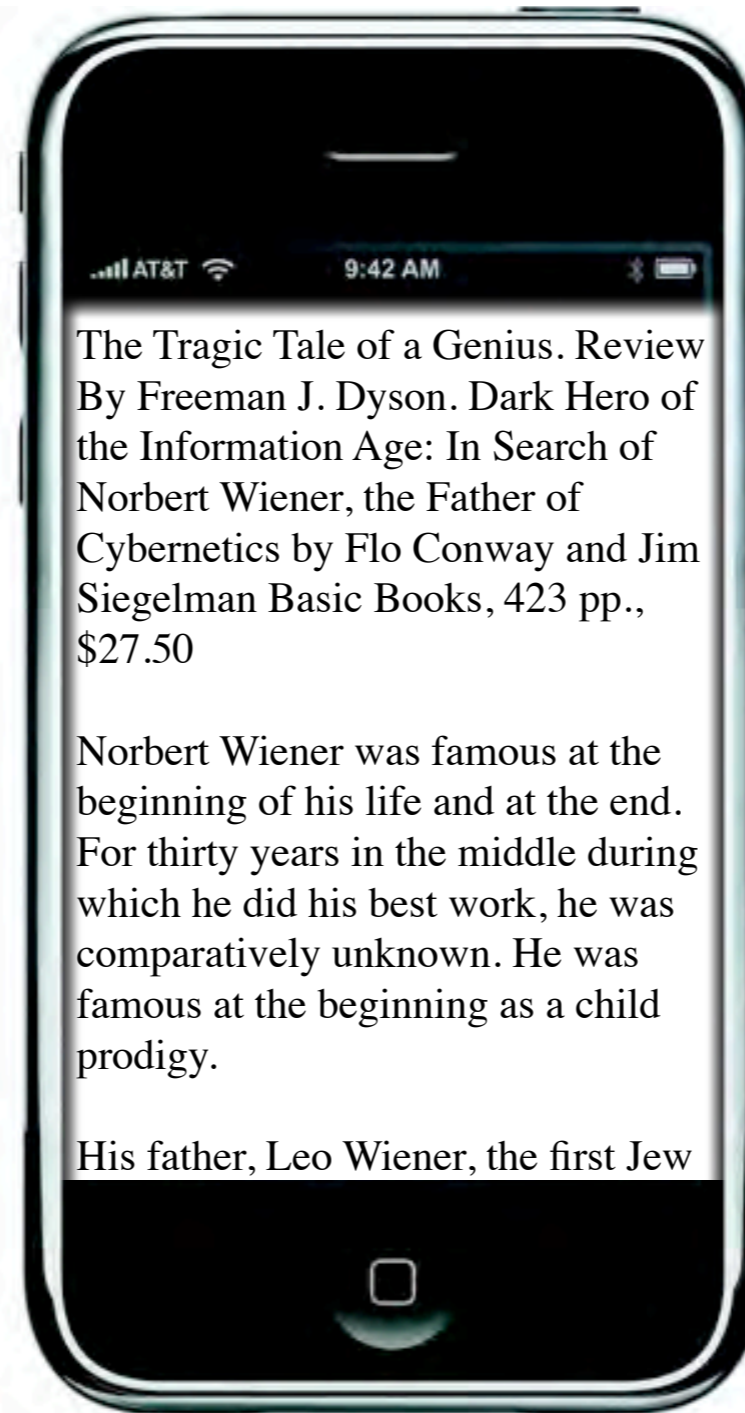 AT&T 9:42 AM
The Tragic Tale of a Genius. Review
By Freeman J. Dyson. Dark Hero of
the Information Age: In Search of
Norbert Wiener, the Father of
Cybernetics by Flo Conway and Jim
Siegelman Basic Books, 423 pp.,
$27.50
Norbert Wiener was famous at the
beginning of his life and at the end.
For thirty years in the middle during
which he did his best work, he was
comparatively unknown. He was
famous at the beginning as a child
prodigy.
His father, Leo Wiener, the first Jew